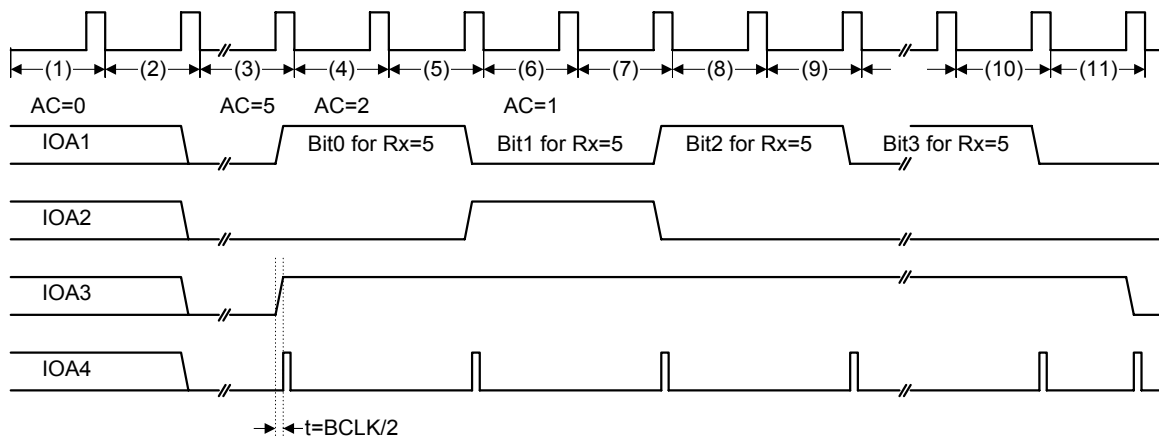 (1) (2) (3) (4) (5) (6) (7) (8) (9) (10) (11)
AC=0 AC=5 AC=2 AC=1
IOA1 Bit0 for Rx=5 Bit1 for Rx=5 Bit2 for Rx=5 Bit3 for Rx=5
IOA2
IOA3
IOA4
t=BCLK/2